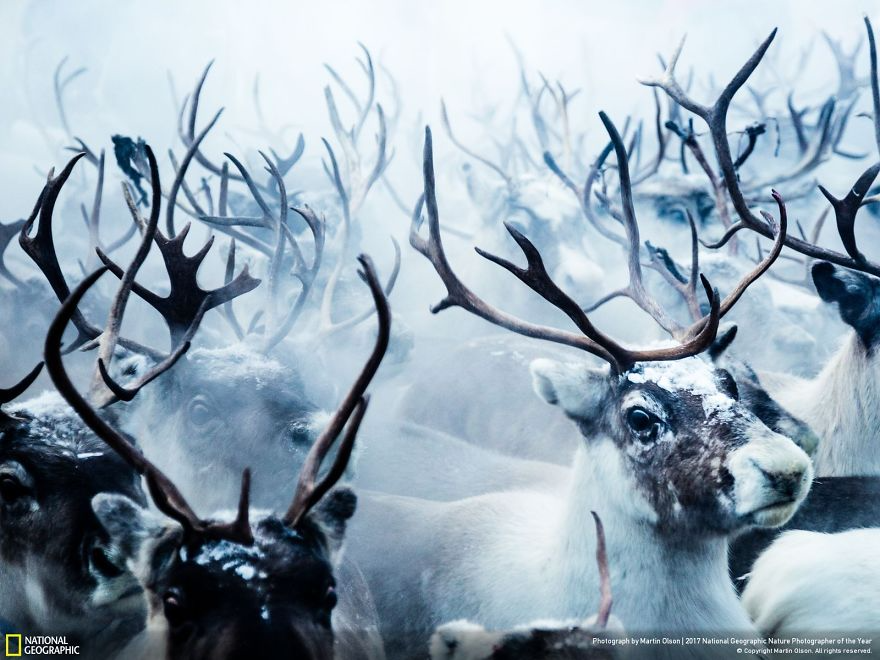 NATIONAL
GEOGRAPHIC
Photograph by Martin Olson | 2017 National Geographic Nature Photographer of the Year
© Copyright Martin Olson. All rights reserved.